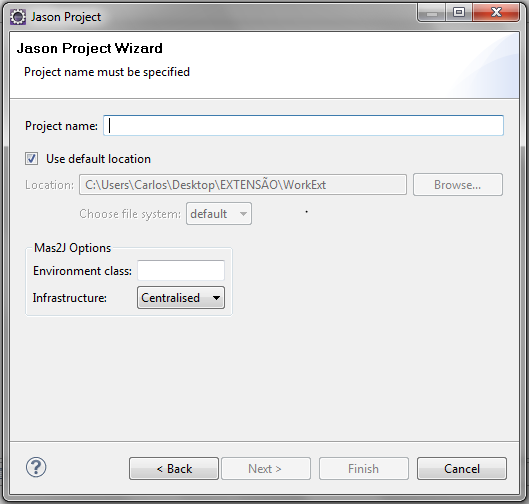 Jason Project
Jason Project Wizard
Project name must be specified
Project name:
Use default location
Location: C:\Users\Carlos\Desktop\EXTENSÃO\WorkExt Browse...
Choose file system: default
Mas2J Options
Environment class:
Infrastructure: Centralised
? < Back Next > Finish Cancel